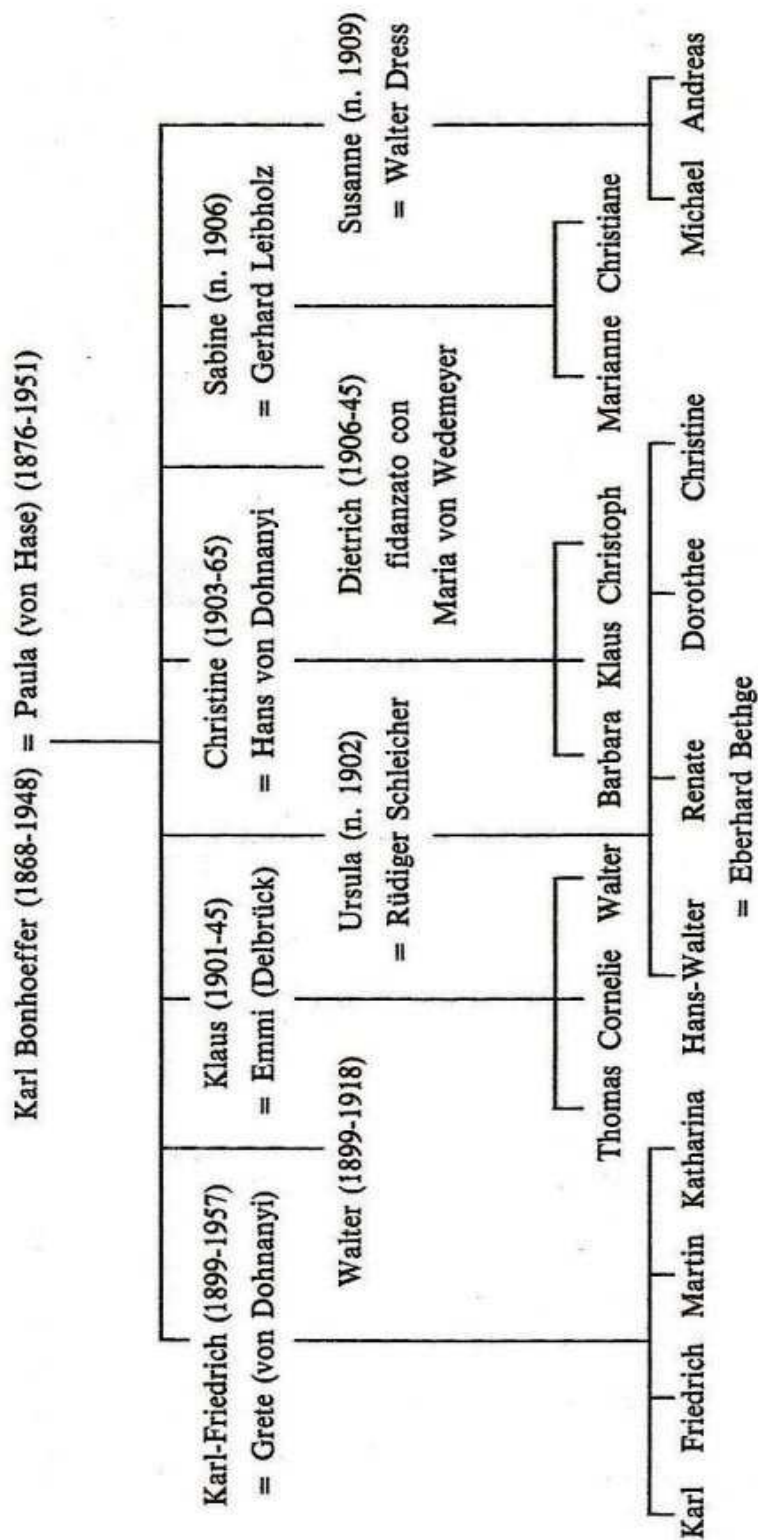 Karl Bonhoeffer (1868-1948) = Paula (von Hase) (1876-1951)
Karl-Friedrich (1899-1957)
= Grete (von Dohnanyi)
Walter (1899-1918)
Klaus (1901-45)
= Emmi (Delbrück)
Ursula (n. 1902)
= Rüdiger Schleicher
Christine (1903-65)
= Hans von Dohnanyi
Dietrich (1906-45)
fidanzato con
Maria von Wedemeyer
Sabine (n. 1906)
= Gerhard Leibholz
Susanne (n. 1909)
= Walter Dress
Thomas Cornelie Walter
Barbara Klaus Christoph
Marianne Christiane
Karl Friedrich Martin Katharina
Hans-Walter Renate Dorothee Christine
= Eberhard Bethge
Michael Andreas